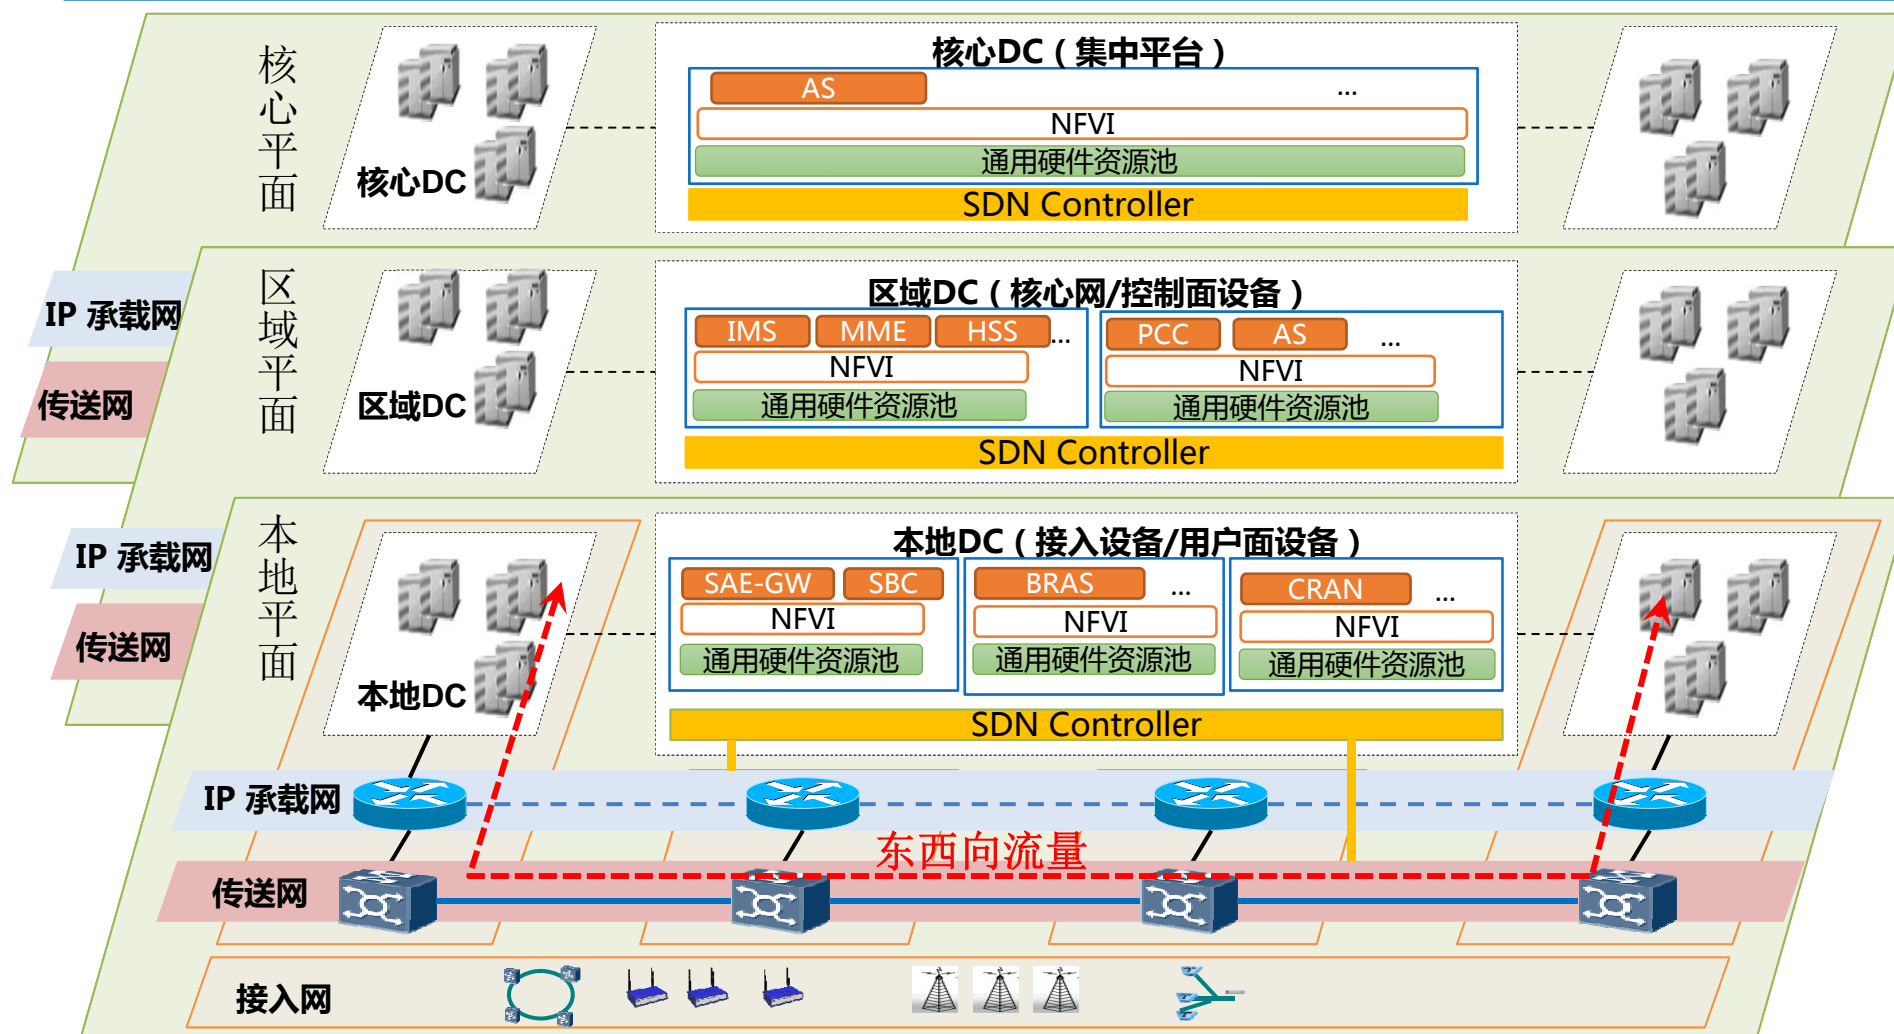 核心平面
核心DC
核心DC（集中平台）
AS
...
NFVI
通用硬件资源池
SDN Controller
IP 承载网
传送网
区域平面
区域DC
区域DC（核心网/控制面设备）
IMS
MME
HSS
...
NFVI
通用硬件资源池
PCC
AS
...
NFVI
通用硬件资源池
SDN Controller
IP 承载网
传送网
本地平面
本地DC
本地DC（接入设备/用户面设备）
SAE-GW
SBC
NFVI
通用硬件资源池
BRAS
...
NFVI
通用硬件资源池
CRAN
...
NFVI
通用硬件资源池
SDN Controller
IP 承载网
东西向流量
传送网
接入网